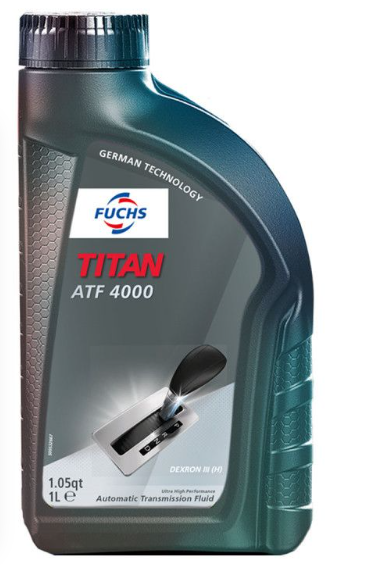 GERMAN TECHNOLOGY
FUCHS
TITAN
ATF 4000
DEXRON III (H)
1.05qt
1L ℮
Ultra High Performance
Automatic Transmission Fluid